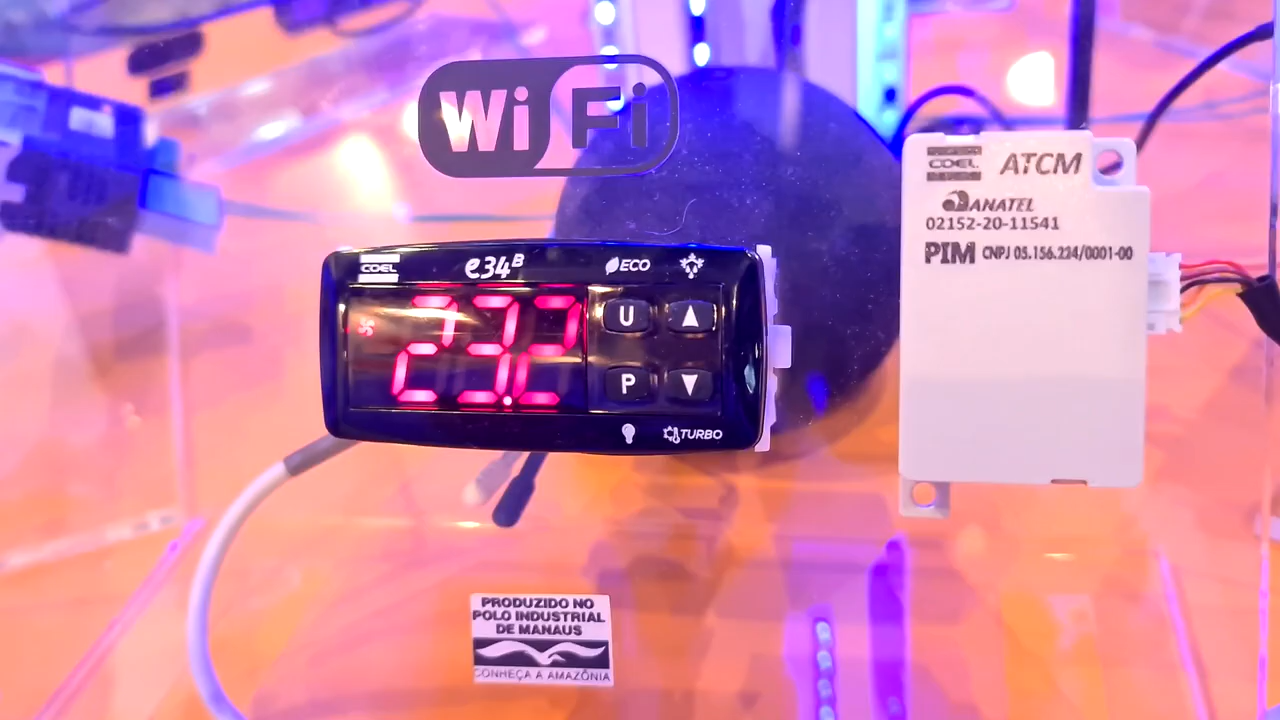 WiFi
COEL
e34B
ECO
23.2
U
P
TURBO
COEL
ATCM
ANATEL
02152-20-11541
PIM CNPJ 05.156.224/0001-00
PRODUZIDO NO
POLO INDUSTRIAL
DE MANAUS
CONHEÇA A AMAZÔNIA